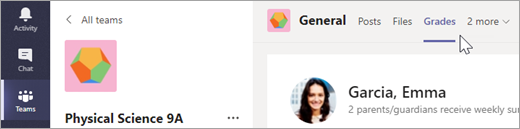 Activity
Chat
Teams
All teams
Physical Science 9A
General Posts Files Grades 2 more
Garcia, Emma
2 parents/guardians receive weekly